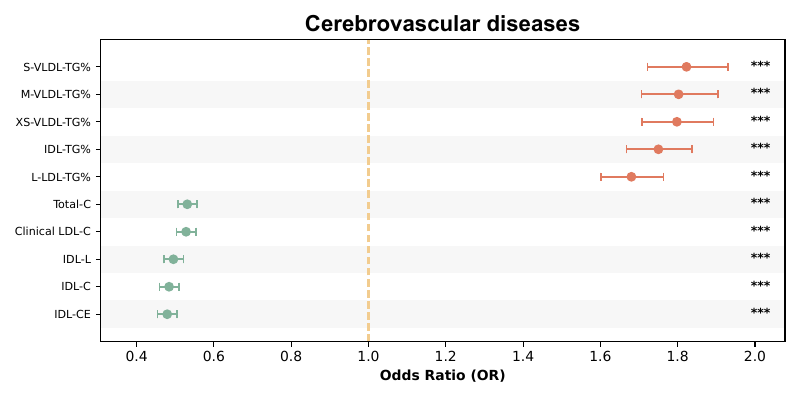 Cerebrovascular diseases
S-VLDL-TG% ***
M-VLDL-TG% ***
XS-VLDL-TG% ***
IDL-TG% ***
L-LDL-TG% ***
Total-C ***
Clinical LDL-C ***
IDL-L ***
IDL-C ***
IDL-CE ***
0.4 0.6 0.8 1.0 1.2 1.4 1.6 1.8 2.0
Odds Ratio (OR)